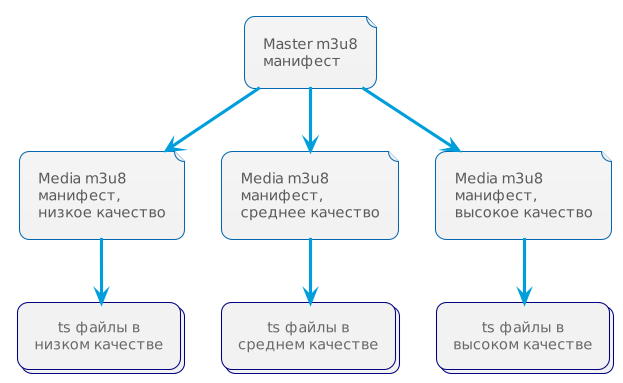 Master m3u8
манифест
Media m3u8
манифест,
низкое качество
Media m3u8
манифест,
среднее качество
Media m3u8
манифест,
высокое качество
ts файлы в
низком качестве
ts файлы в
среднем качестве
ts файлы в
высоком качестве